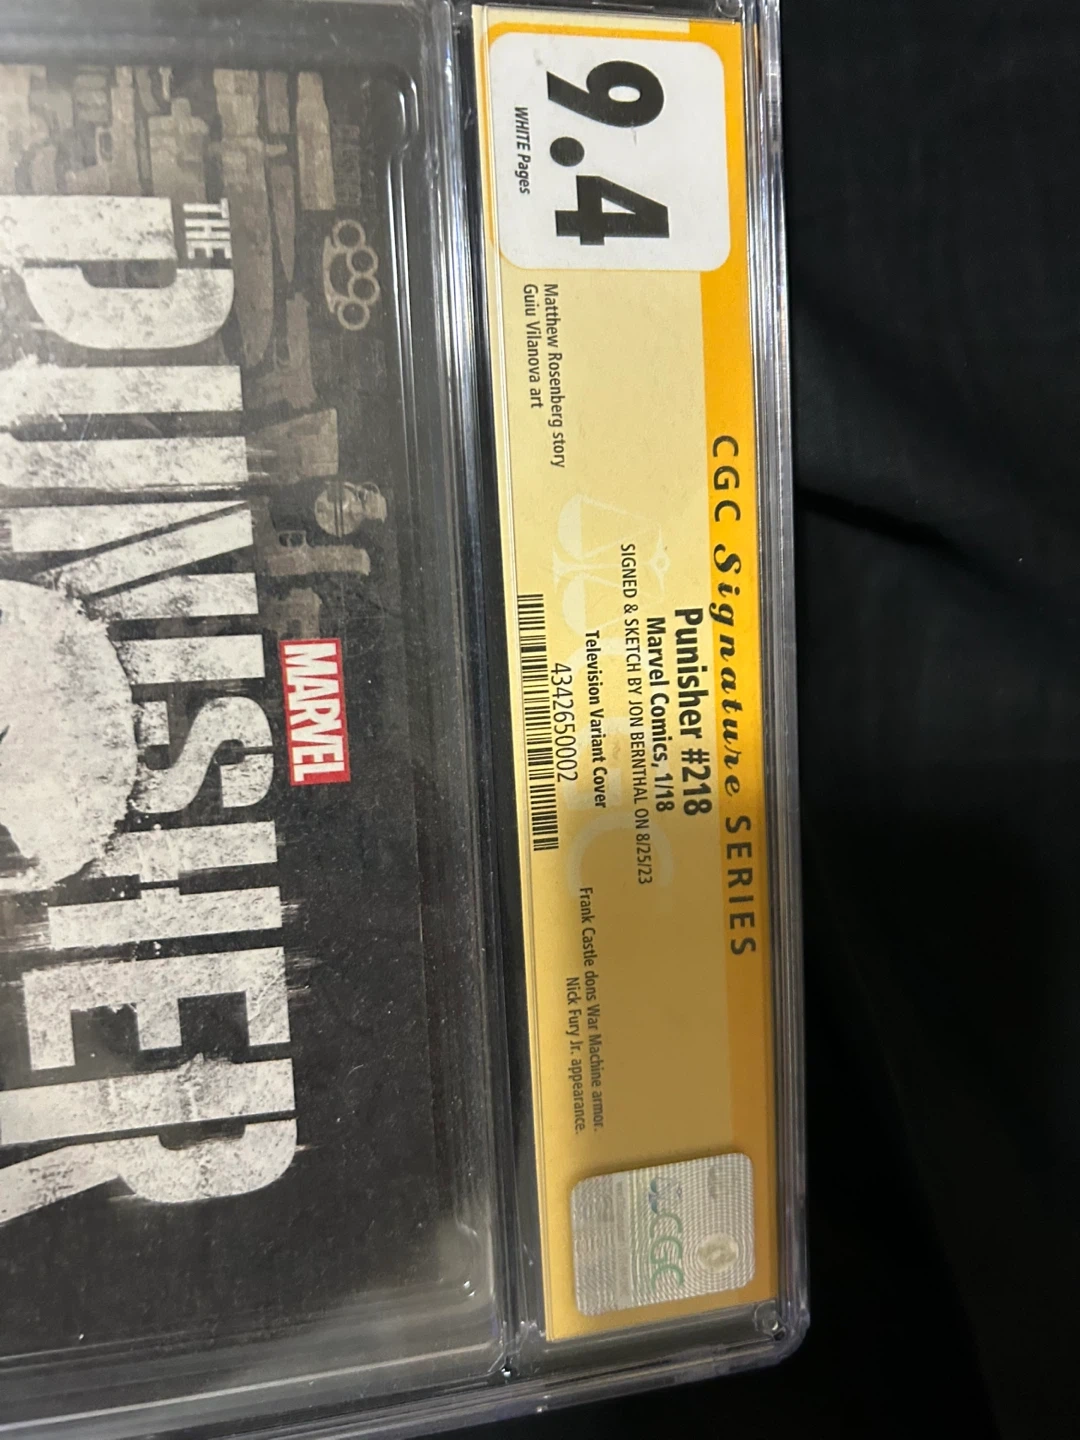 CGC Signature SERIES
9.4
WHITE Pages
Punisher #218
Marvel Comics, 1/18
SIGNED & SKETCH BY JON BERNTHAL ON 8/25/23
Television Variant Cover
4342650002
Matthew Rosenberg story
Guiu Vilanova art
Frank Castle dons War Machine armor.
Nick Fury Jr. appearance.
CGC
MARVEL
THE
PUNISHER